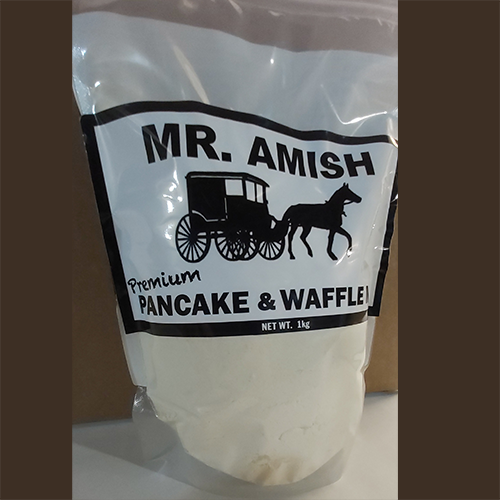 MR. AMISH
Premium
PANCAKE & WAFFLE
NET WT. 1kg